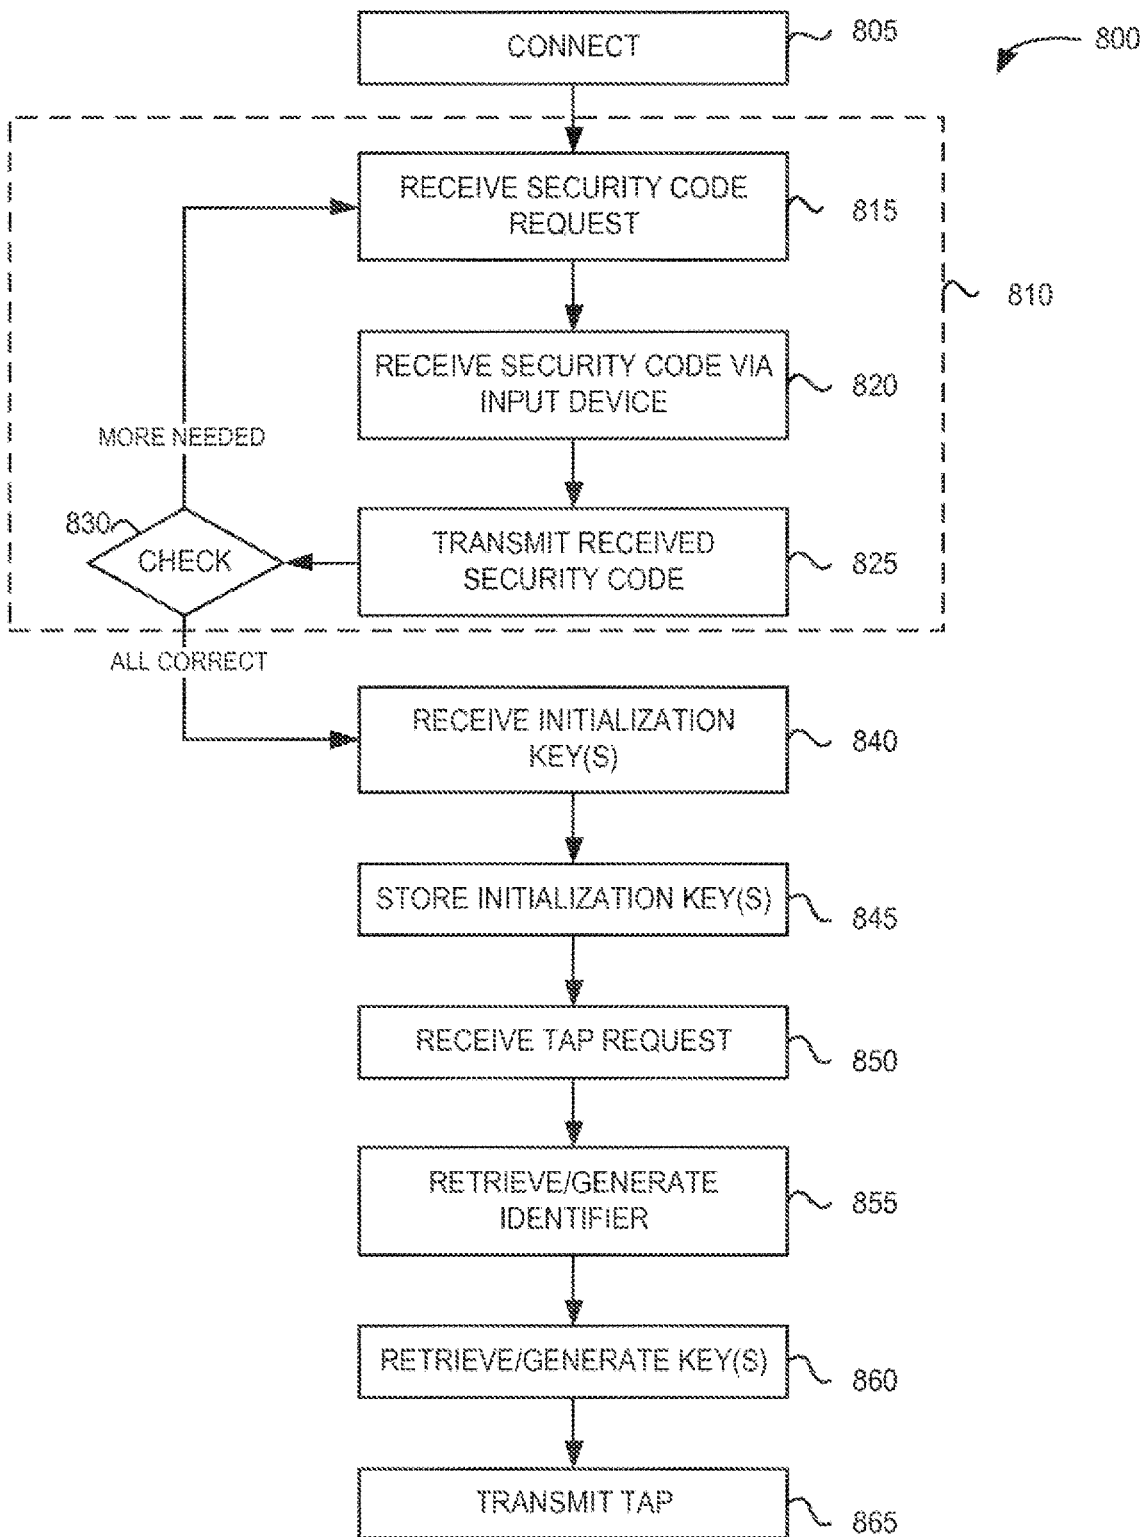 CONNECT
805
800
RECEIVE SECURITY CODE
REQUEST
815
810
RECEIVE SECURITY CODE VIA
INPUT DEVICE
820
MORE NEEDED
830
CHECK
TRANSMIT RECEIVED
SECURITY CODE
825
ALL CORRECT
RECEIVE INITIALIZATION
KEY(S)
840
STORE INITIALIZATION KEY(S)
845
RECEIVE TAP REQUEST
850
RETRIEVE/GENERATE
IDENTIFIER
855
RETRIEVE/GENERATE KEY(S)
860
TRANSMIT TAP
865